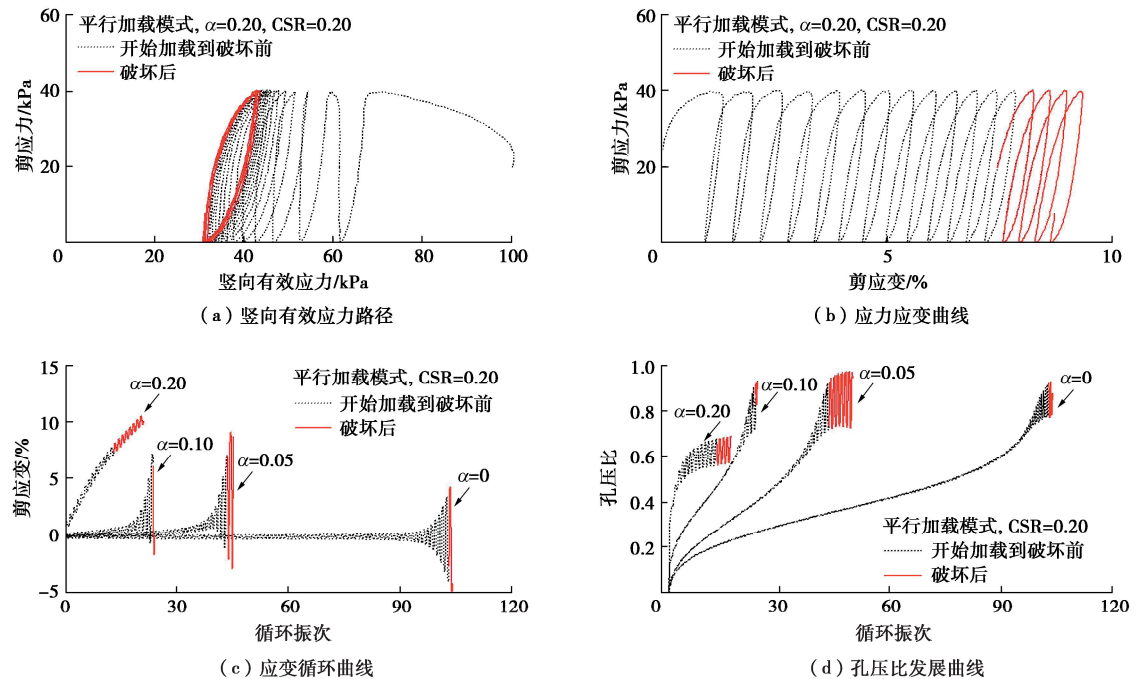 60
40
20
0
剪应力/kPa
平行加载模式, α=0.20, CSR=0.20
开始加载到破坏前
破坏后
0 20 40 60 80 100
竖向有效应力/kPa
(a)竖向有效应力路径
60
40
20
剪应力/kPa
平行加载模式, α=0.20, CSR=0.20
开始加载到破坏前
破坏后
0 5 10
剪应变/%
(b)应力应变曲线
15
10
5
0
-5
剪应变/%
α=0.20
平行加载模式, CSR=0.20
开始加载到破坏前
破坏后
α=0.10
α=0.05
α=0
0 30 60 90 120
循环振次
(c)应变循环曲线
1.0
0.8
0.6
0.4
0.2
孔压比
α=0.20
α=0.10
α=0.05
α=0
平行加载模式, CSR=0.20
开始加载到破坏前
破坏后
0 30 60 90 120
循环振次
(d)孔压比发展曲线